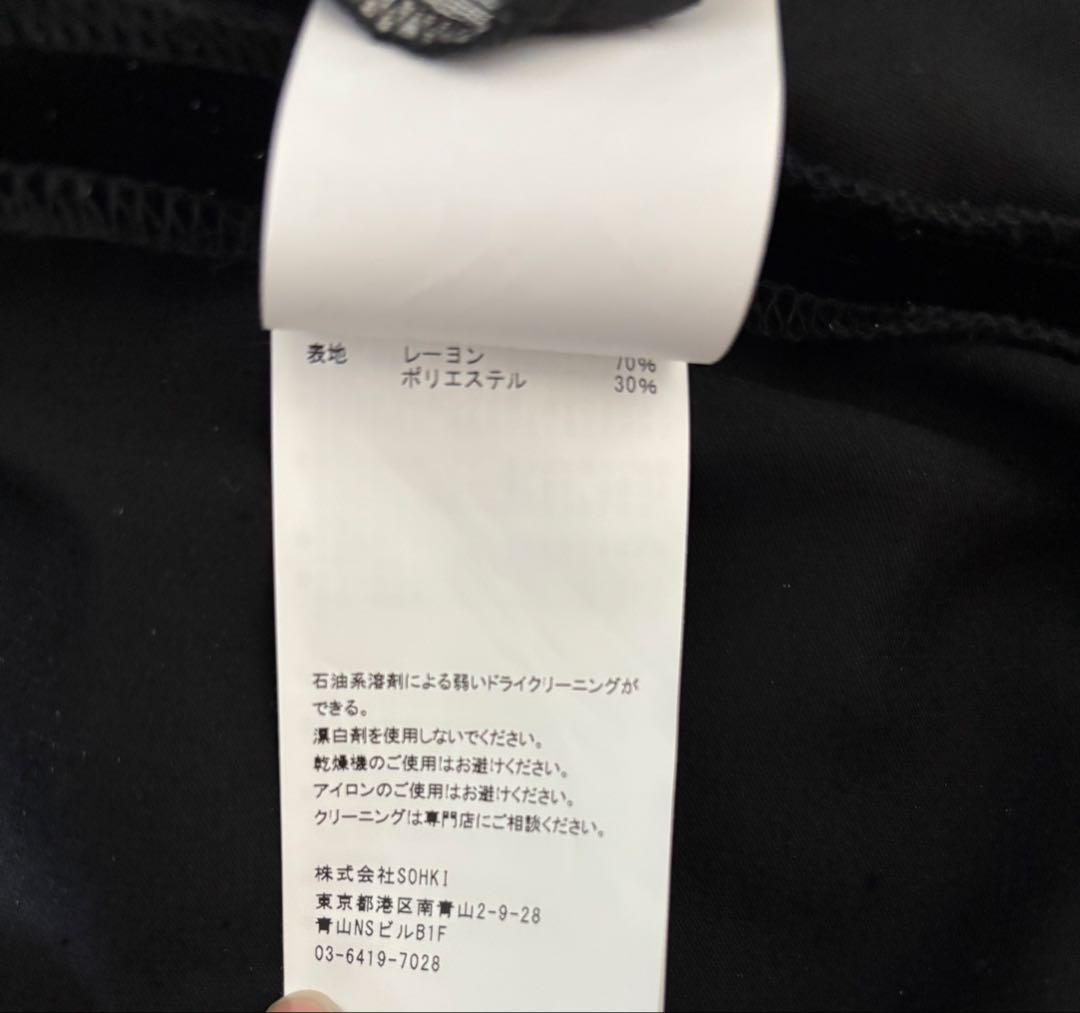 表地 レーヨン 70%
ポリエステル 30%
石油系溶剤による弱いドライクリーニングが
できる。
漂白剤を使用しないでください。
乾燥機のご使用はお避けください。
アイロンのご使用はお避けください。
クリーニングは専門店にご相談ください。
株式会社SOHKI
東京都港区南青山2-9-28
青山NSビルB1F
03-6419-7028